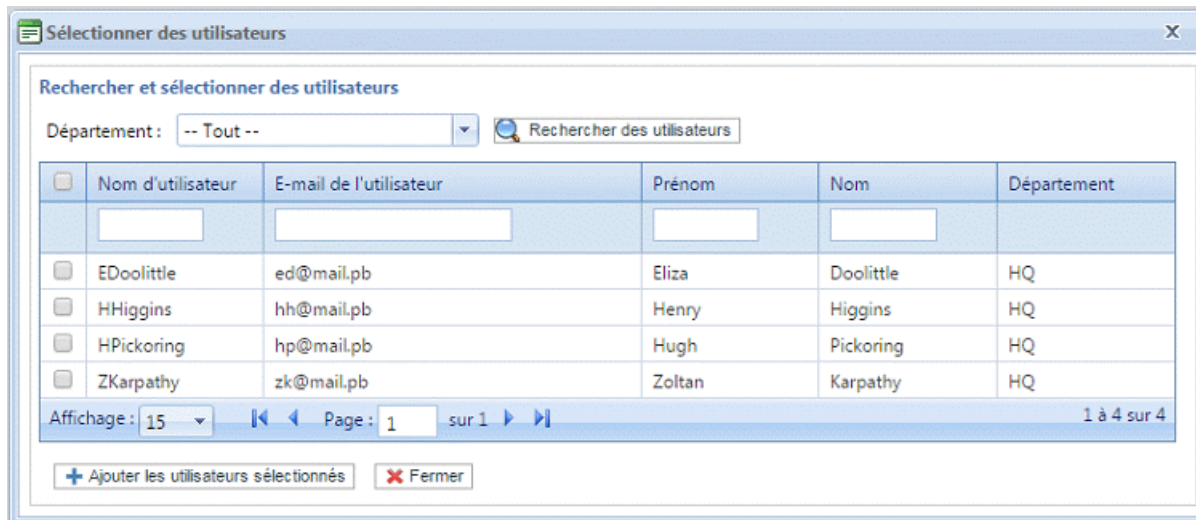 Sélectionner des utilisateurs
Rechercher et sélectionner des utilisateurs
Département : -- Tout -- Rechercher des utilisateurs
Nom d'utilisateur E-mail de l'utilisateur Prénom Nom Département
EDoolittle ed@mail.pb Eliza Doolittle HQ
HHiggins hh@mail.pb Henry Higgins HQ
HPickoring hp@mail.pb Hugh Pickoring HQ
ZKarpathy zk@mail.pb Zoltan Karpathy HQ
Affichage : 15 Page : 1 sur 1 1 à 4 sur 4
Ajouter les utilisateurs sélectionnés Fermer